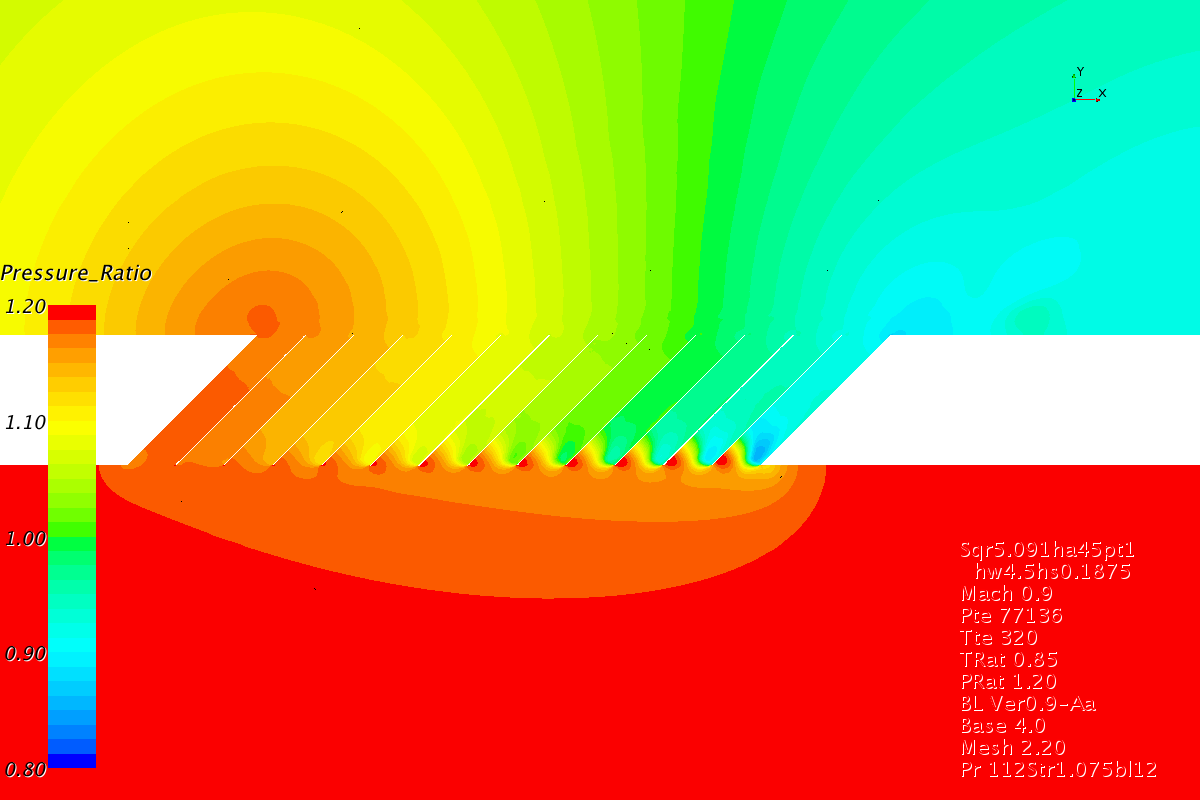 Y
Z X
Pressure_Ratio
1.20
1.10
1.00
0.90
0.80
Sqr5.091ha45pt1
hw4.5hs0.1875
Mach 0.9
Pte 77136
Tte 320
TRat 0.85
PRat 1.20
BL Ver0.9-Aa
Base 4.0
Mesh 2.20
Pr 112Str1.075bl12